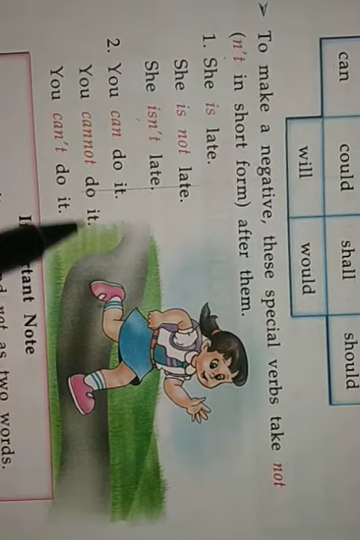 can could shall should
will would
➤ To make a negative, these special verbs take not
(n't in short form) after them.
1. She is late.
She is not late.
She isn't late.
2. You can do it.
You cannot do it.
You can't do it.
Note
not as two words.